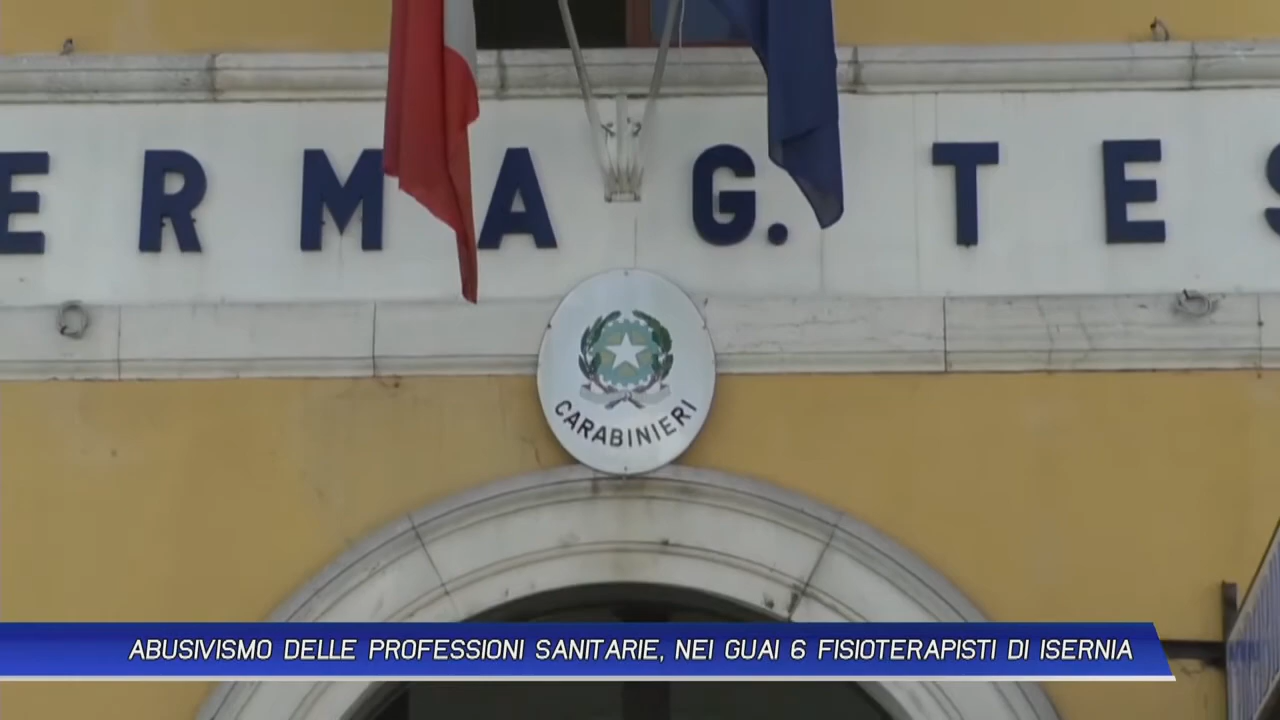 ERMA G. TES
CARABINIERI
ABUSIVISMO DELLE PROFESSIONI SANITARIE, NEI GUAI 6 FISIOTERAPISTI DI ISERNIA